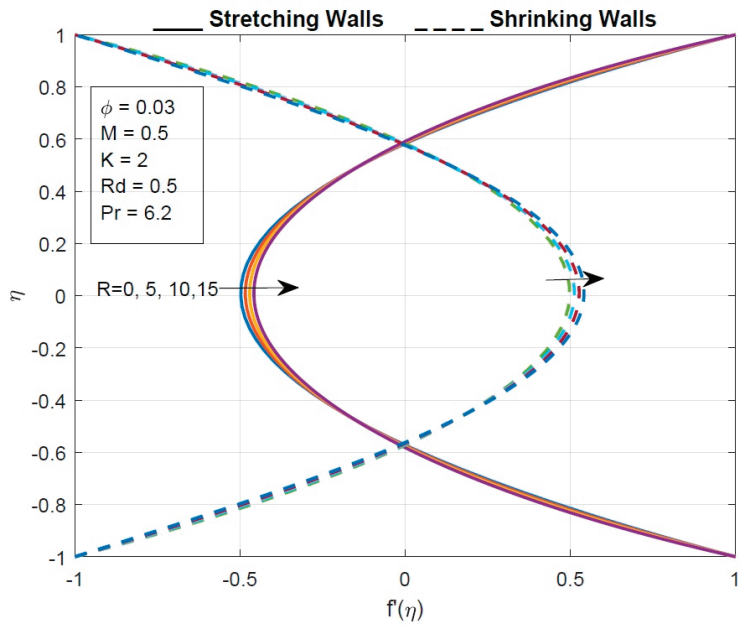 ____ Stretching Walls _ _ _ _ Shrinking Walls
1
0.8
0.6
0.4
0.2
0
-0.2
-0.4
-0.6
-0.8
-1
η
ϕ = 0.03
M = 0.5
K = 2
Rd = 0.5
Pr = 6.2
R=0, 5, 10,15
-1 -0.5 0 0.5 1
f'(η)